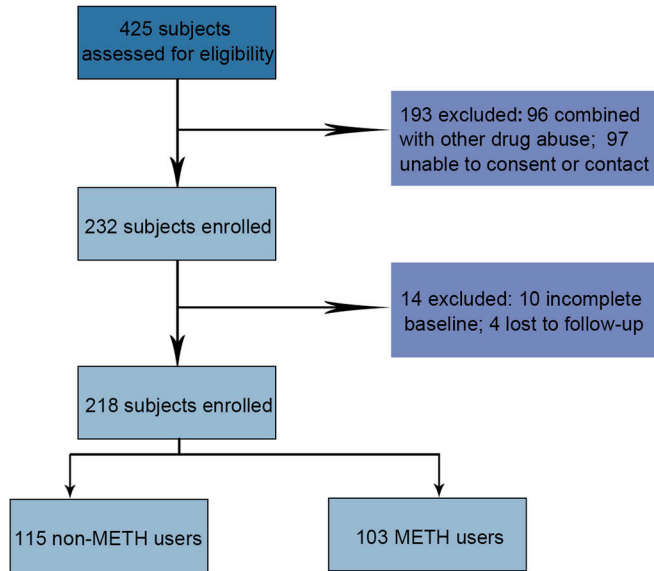 425 subjects
assessed for eligibility
193 excluded: 96 combined
with other drug abuse; 97
unable to consent or contact
232 subjects enrolled
14 excluded: 10 incomplete
baseline; 4 lost to follow-up
218 subjects enrolled
115 non-METH users
103 METH users